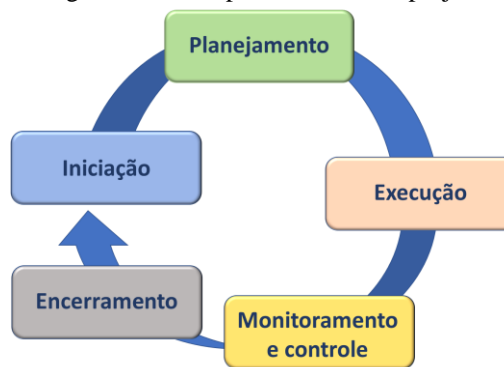 Planejamento
Iniciação
Execução
Encerramento
Monitoramento
e controle